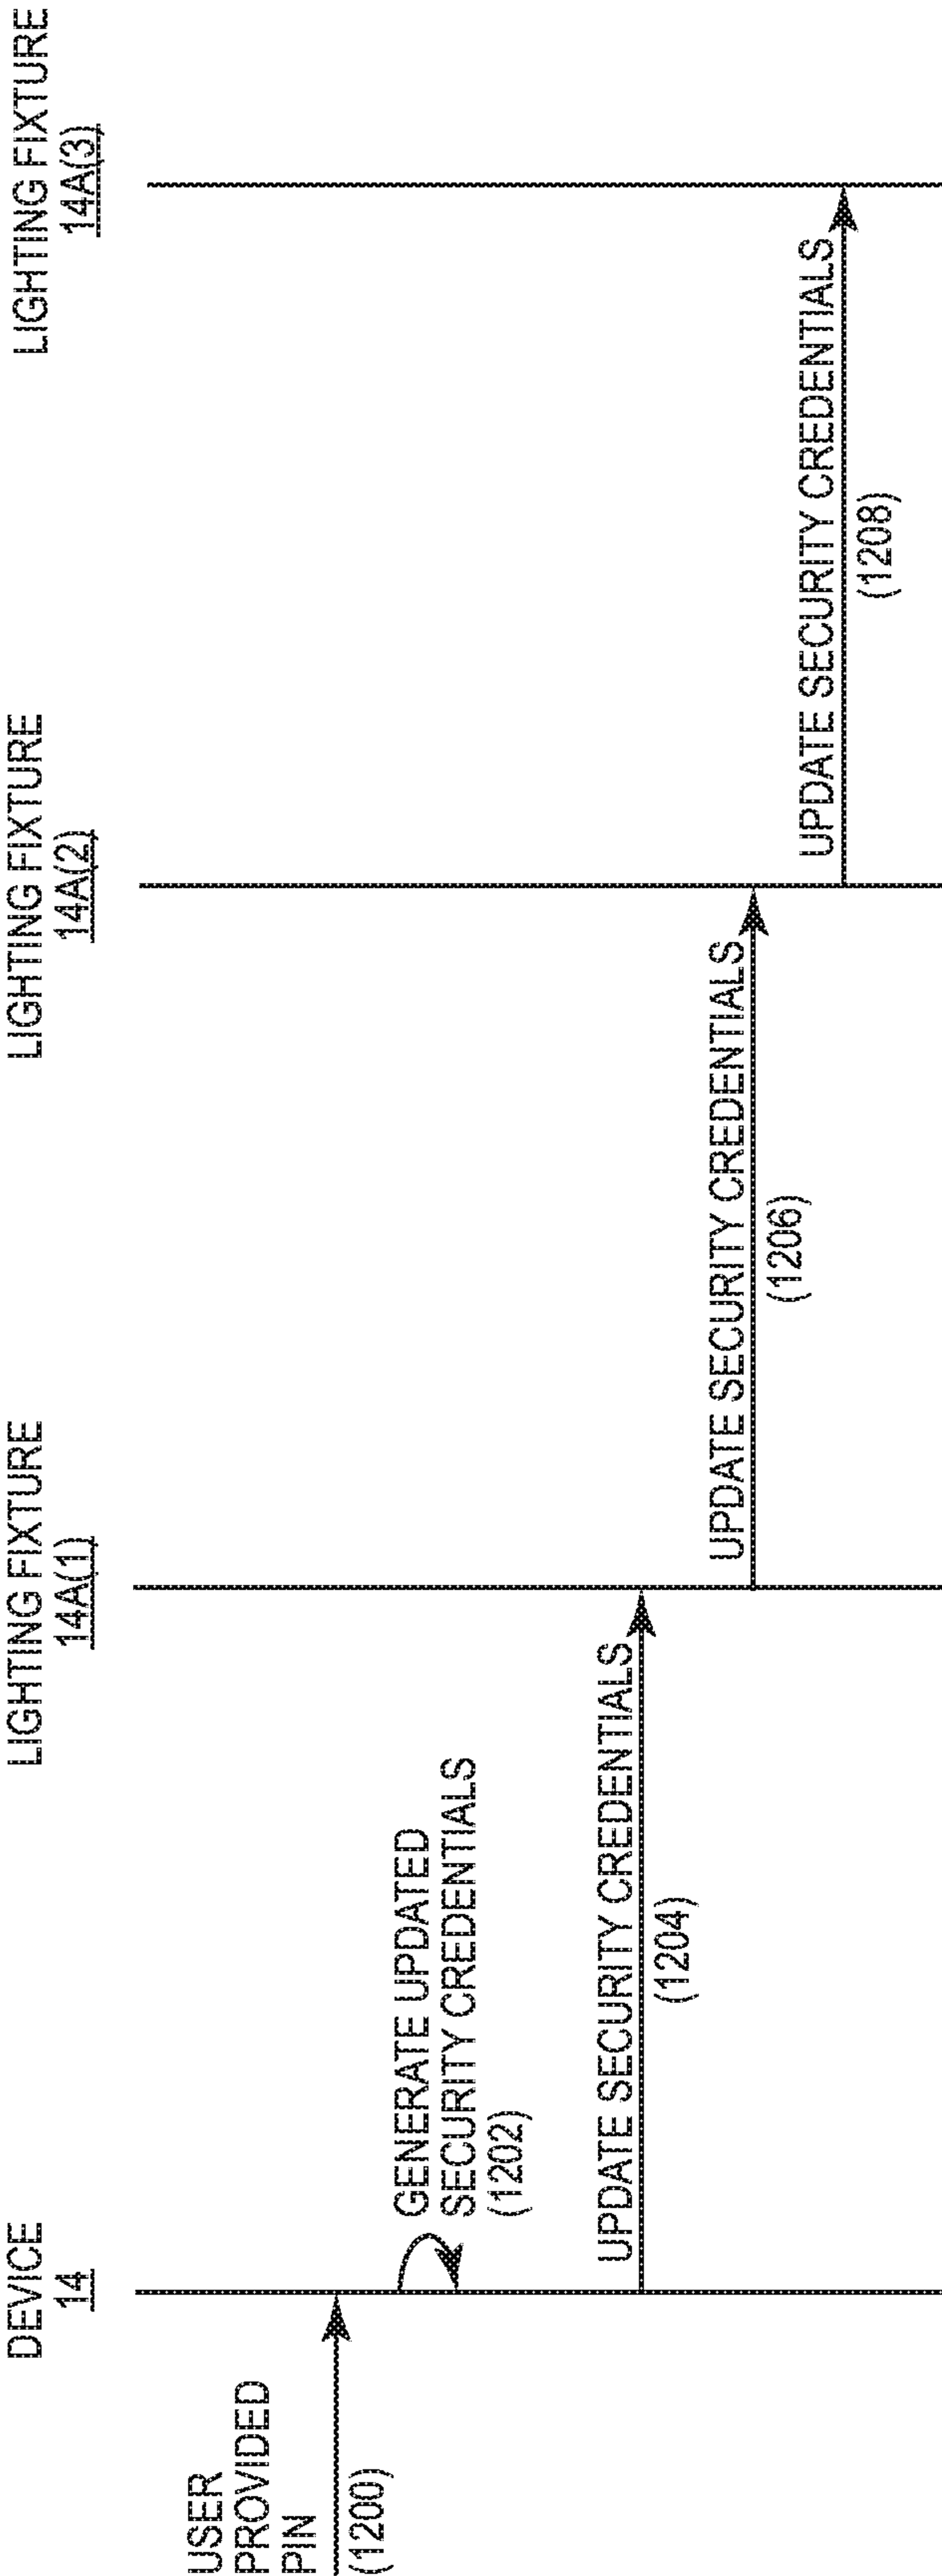 DEVICE
14
LIGHTING FIXTURE
14A(1)
LIGHTING FIXTURE
14A(2)
LIGHTING FIXTURE
14A(3)
USER
PROVIDED
PIN
(1200)
GENERATE UPDATED
SECURITY CREDENTIALS
(1202)
UPDATE SECURITY CREDENTIALS
(1204)
UPDATE SECURITY CREDENTIALS
(1206)
UPDATE SECURITY CREDENTIALS
(1208)